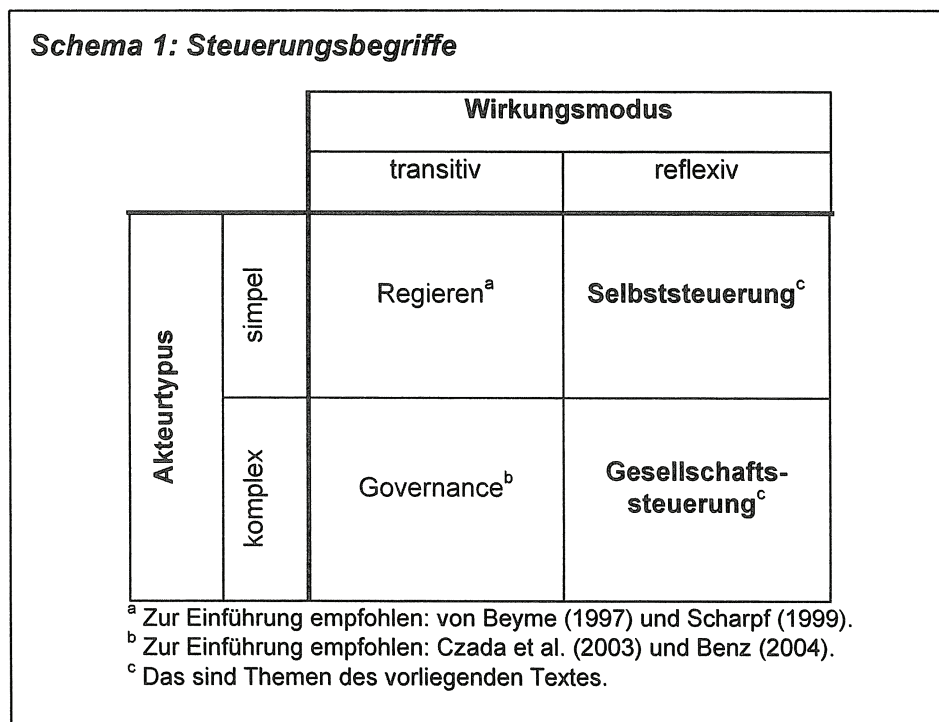 Schema 1: Steuerungsbegriffe
Wirkungsmodus
transitiv reflexiv
Akteurtypus
simpel
Regieren^a Selbststeuerung^c
komplex
Governance^b Gesellschafts-
steuerung^c
^a Zur Einführung empfohlen: von Beyme (1997) und Scharpf (1999).
^b Zur Einführung empfohlen: Czada et al. (2003) und Benz (2004).
^c Das sind Themen des vorliegenden Textes.